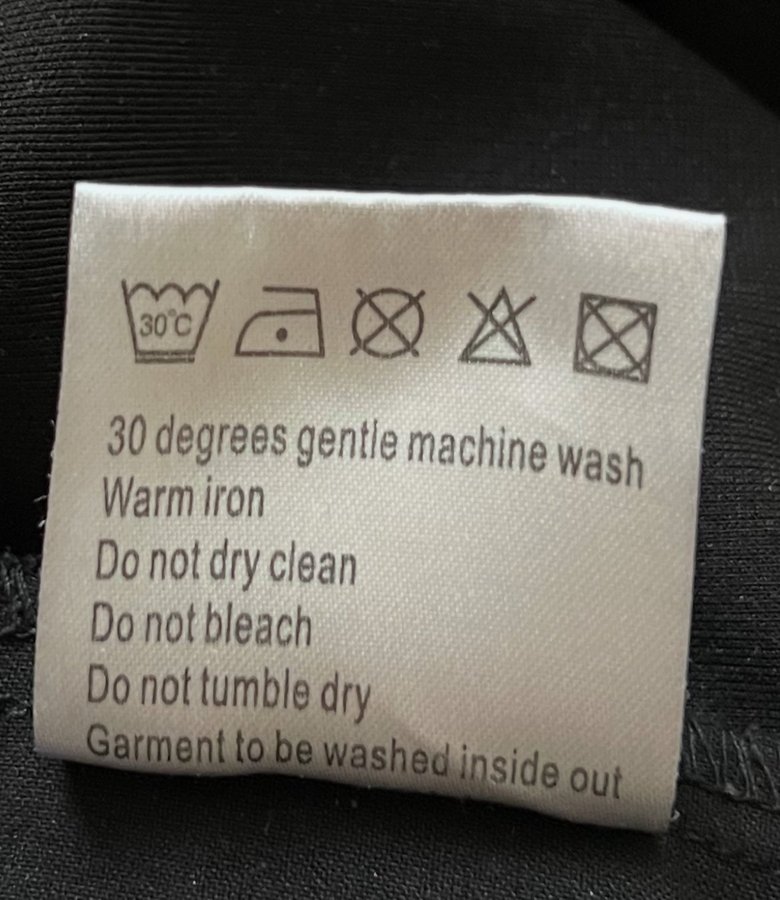 30°C
30 degrees gentle machine wash
Warm iron
Do not dry clean
Do not bleach
Do not tumble dry
Garment to be washed inside out